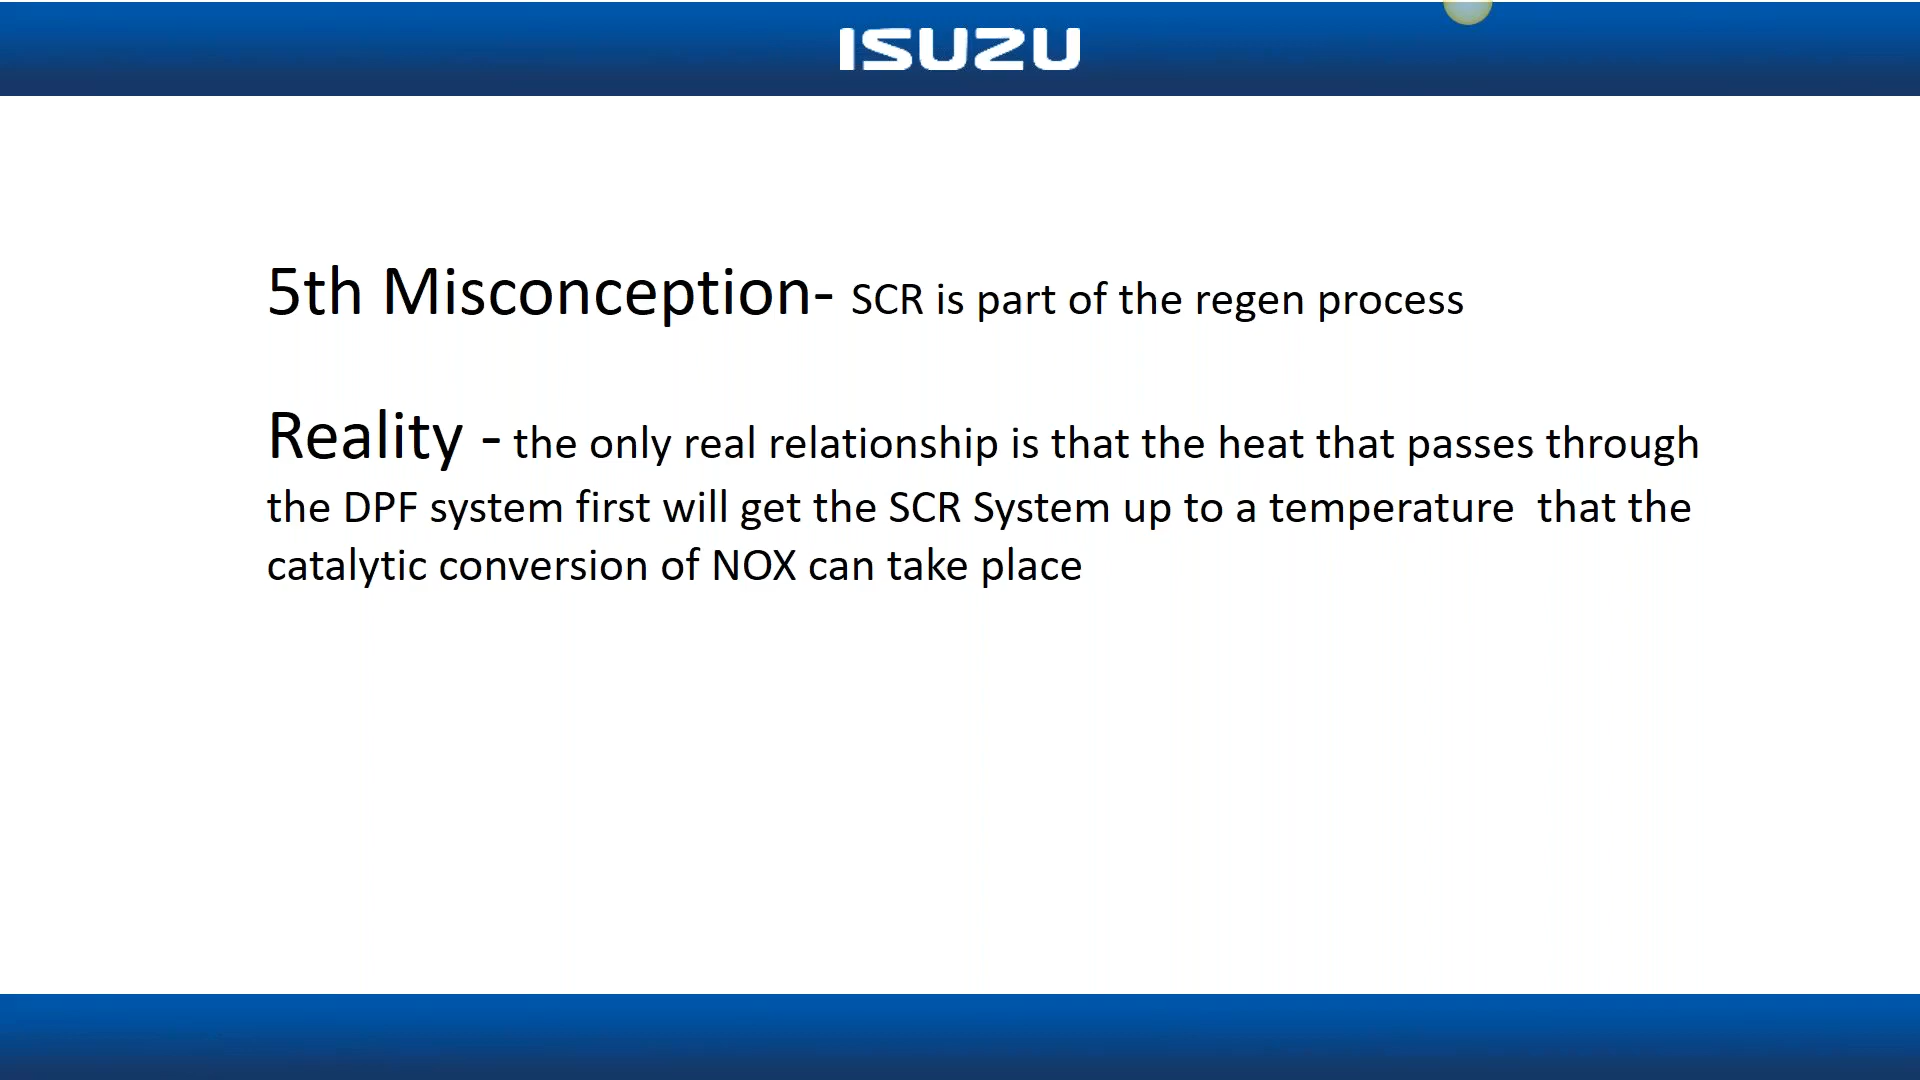 ISUZU
5th Misconception- SCR is part of the regen process
Reality - the only real relationship is that the heat that passes through
the DPF system first will get the SCR System up to a temperature  that the
catalytic conversion of NOX can take place